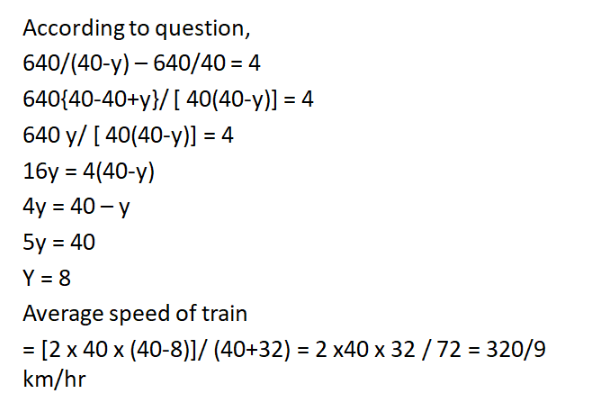 According to question,
640/(40-y) – 640/40 = 4
640{40-40+y}/ [ 40(40-y)] = 4
640 y/ [ 40(40-y)] = 4
16y = 4(40-y)
4y = 40 – y
5y = 40
Y = 8
Average speed of train
= [2 x 40 x (40-8)]/ (40+32) = 2 x40 x 32 / 72 = 320/9
km/hr